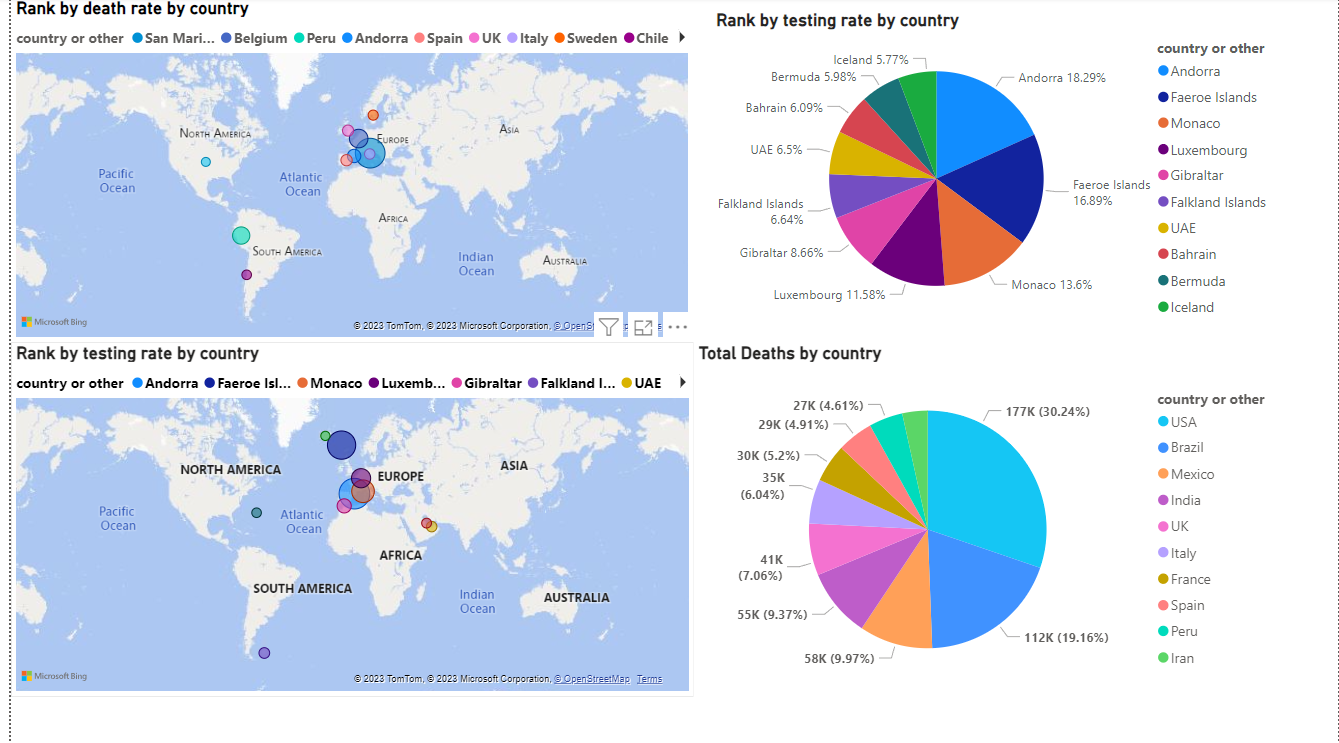 Rank by death rate by country
country or other San Mari... Belgium Peru Andorra Spain UK Italy Sweden Chile
NORTH AMERICA
EUROPE
ASIA
Pacific
Ocean
Atlantic
Ocean
AFRICA
SOUTH AMERICA
Indian
Ocean
AUSTRALIA
Microsoft Bing
© 2023 TomTom, © 2023 Microsoft Corporation,
Rank by testing rate by country
Iceland 5.77%
Bermuda 5.98%
Bahrain 6.09%
UAE 6.5%
Falkland Islands
6.64%
Gibraltar 8.66%
Luxembourg 11.58%
Andorra 18.29%
Faeroe Islands
16.89%
Monaco 13.6%
country or other
Andorra
Faeroe Islands
Monaco
Luxembourg
Gibraltar
Falkland Islands
UAE
Bahrain
Bermuda
Iceland
Rank by testing rate by country
country or other Andorra Faeroe Isl... Monaco Luxemb... Gibraltar Falkland I... UAE
NORTH AMERICA
EUROPE
ASIA
Pacific
Ocean
Atlantic
Ocean
AFRICA
SOUTH AMERICA
Indian
Ocean
AUSTRALIA
Microsoft Bing
© 2023 TomTom, © 2023 Microsoft Corporation, © OpenStreetMap Terms
Total Deaths by country
27K (4.61%)
29K (4.91%)
30K (5.2%)
35K
(6.04%)
41K
(7.06%)
55K (9.37%)
58K (9.97%)
177K (30.24%)
112K (19.16%)
country or other
USA
Brazil
Mexico
India
UK
Italy
France
Spain
Peru
Iran